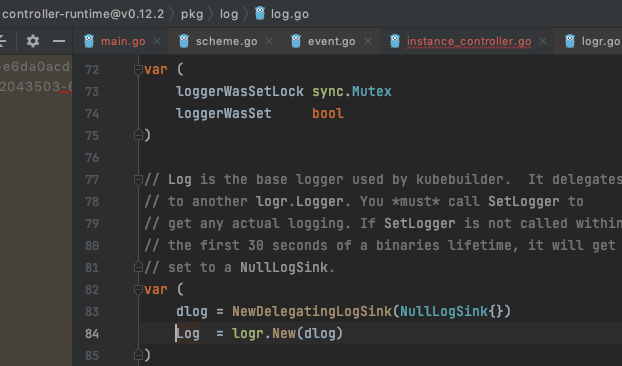 controller-runtime@v0.12.2 › pkg › log › log.go
main.go × scheme.go × event.go × instance_controller.go × logr.go
-e6da0acd
2043503-6
72 var (
73 loggerWasSetLock sync.Mutex
74 loggerWasSet bool
75 )
76
77 // Log is the base logger used by kubebuilder. It delegates
78 // to another logr.Logger. You *must* call SetLogger to
79 // get any actual logging. If SetLogger is not called within
80 // the first 30 seconds of a binaries lifetime, it will get
81 // set to a NullLogSink.
82 var (
83 dlog = NewDelegatingLogSink(NullLogSink{})
84 Log = logr.New(dlog)
85 )